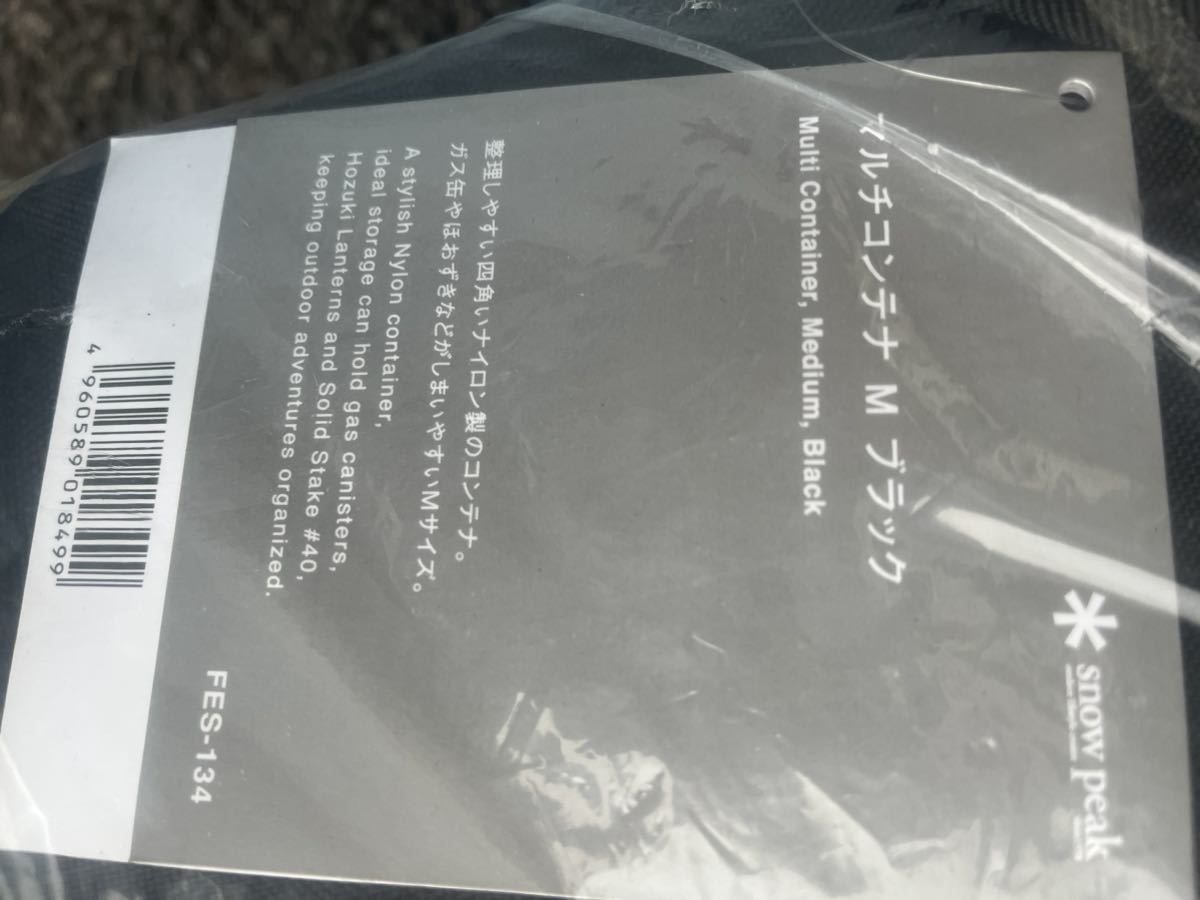 マルチコンテナ M ブラック
Multi Container, Medium, Black
snow peak
整理しやすい四角いナイロン製のコンテナ。
ガス缶やほおずきなどがしまいやすいMサイズ。
A stylish Nylon container,
ideal storage can hold gas canisters,
Hozuki Lanterns and Solid Stake #40,
keeping outdoor adventures organized.
FES-134
4 960589 018499